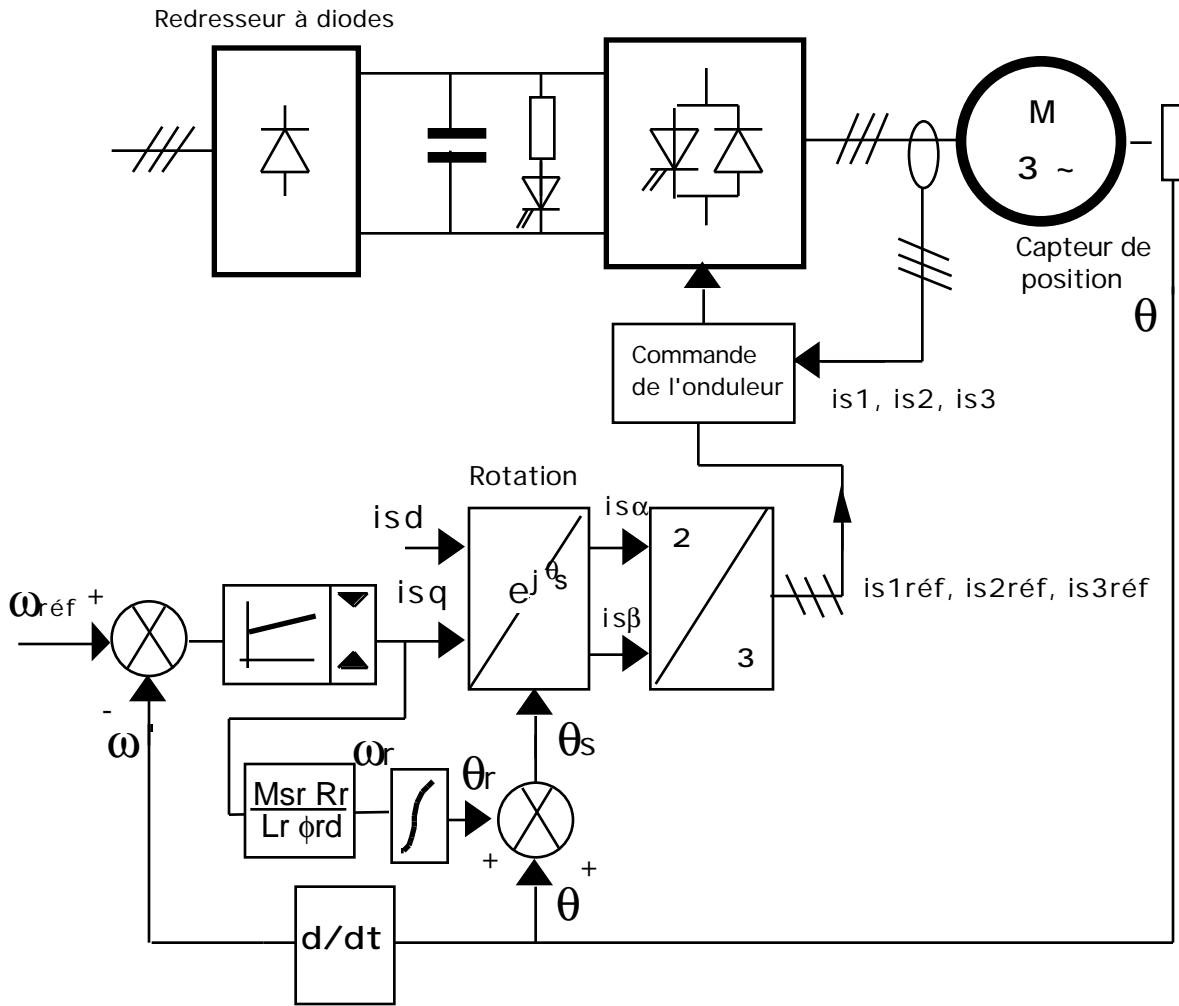 Redresseur à diodes
M
3 ~
Capteur de
position
θ
Commande
de l'onduleur
is1, is2, is3
Rotation
isd
isα
2
ejθs
isq
is1réf, is2réf, is3réf
ωréf +
isβ
3
-
ω
θs
ωr
θr
Msr Rr
Lr ϕrd
+
+
θ
d/dt